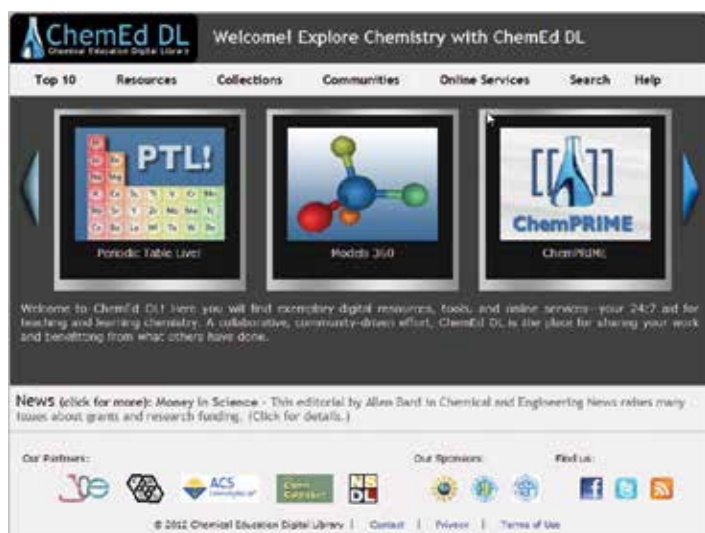 ChemEd DL
Chemical Education Digital Library
Welcome! Explore Chemistry with ChemEd DL
Top 10 Resources Collections Communities Online Services Search Help
PTL!
Periodic Table Live!
Models 360
[[ ]]
ChemPRIME
ChemPRIME
Welcome to ChemEd DL! Here you will find exemplary digital resources, tools, and online services—your 24:7 aid for
teaching and learning chemistry. A collaborative, community-driven effort, ChemEd DL is the place for sharing your work
and benefitting from what others have done.
News (click for more): Money in Science - This editorial by Allen Bard in Chemical and Engineering News raises many
issues about grants and research funding. (Click for details.)
Our Partners: Our Sponsors: Find us:
ACS
NSDL
f
© 2012 Chemical Education Digital Library | Contact | Privacy | Terms of Use